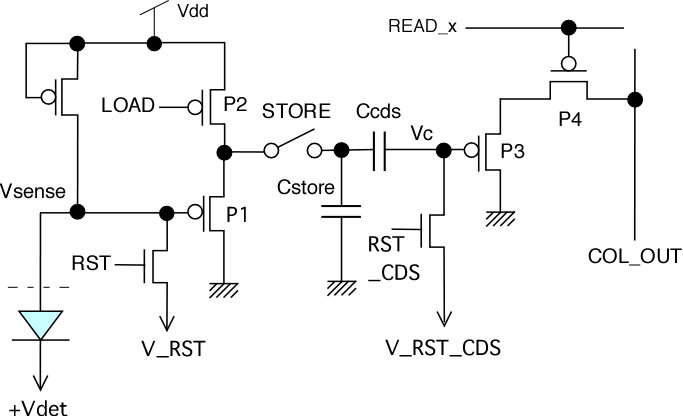 Vdd
READ_x
LOAD
P2
STORE
Ccds
Vc
P3
P4
Vsense
Cstore
P1
RST
RST
_CDS
COL_OUT
V_RST
V_RST_CDS
+Vdet